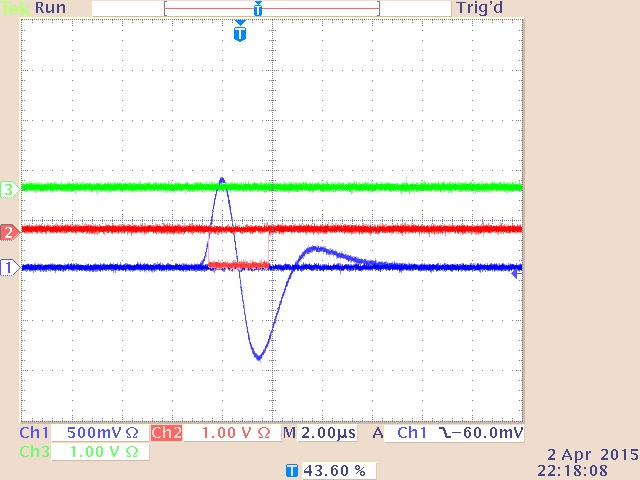 Tek Run Trig'd
T
T
3
2
1
Ch1 500mV Ω Ch2 1.00 V Ω M 2.00µs A Ch1 ∖ -60.0mV
Ch3 1.00 V Ω
2 Apr 2015
T 43.60 % 22:18:08